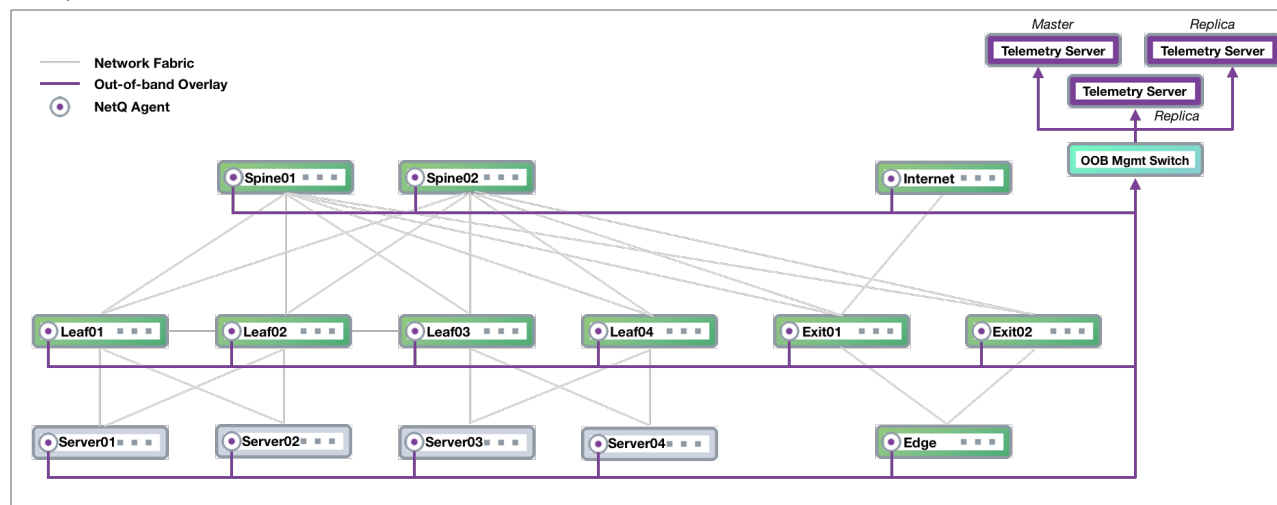 Master
Replica
Telemetry Server
Telemetry Server
Network Fabric
Out-of-band Overlay
Telemetry Server
NetQ Agent
Replica
OOB Mgmt Switch
Spine01
Spine02
Internet
Leaf01
Leaf02
Leaf03
Leaf04
Exit01
Exit02
Server01
Server02
Server03
Server04
Edge